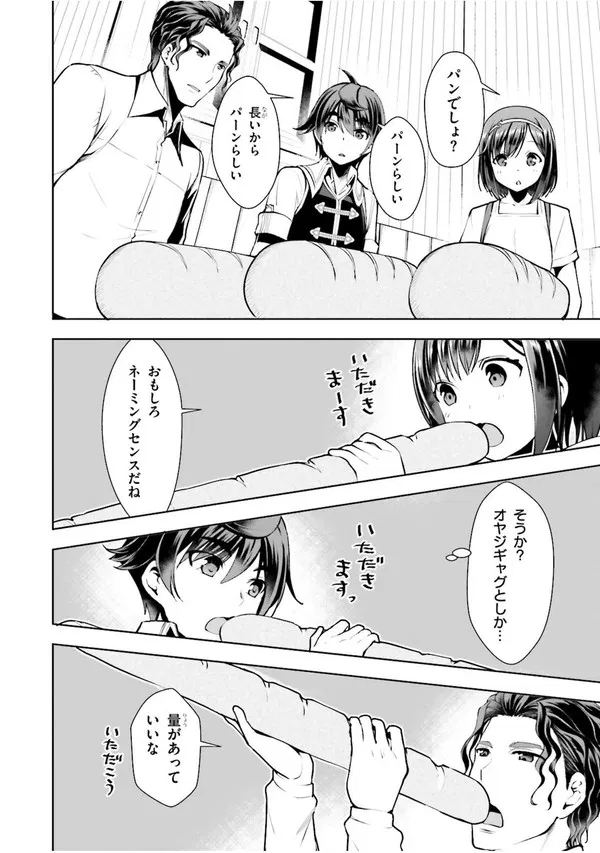 パンでしょ?
パーンらしい
長いから
パーンらしい
いただき
まーす
おもしろ
ネーミングセンスだね
そうか?
オヤジギャグとしか…
いただき
ますっ
量があって
いいな
いただこう